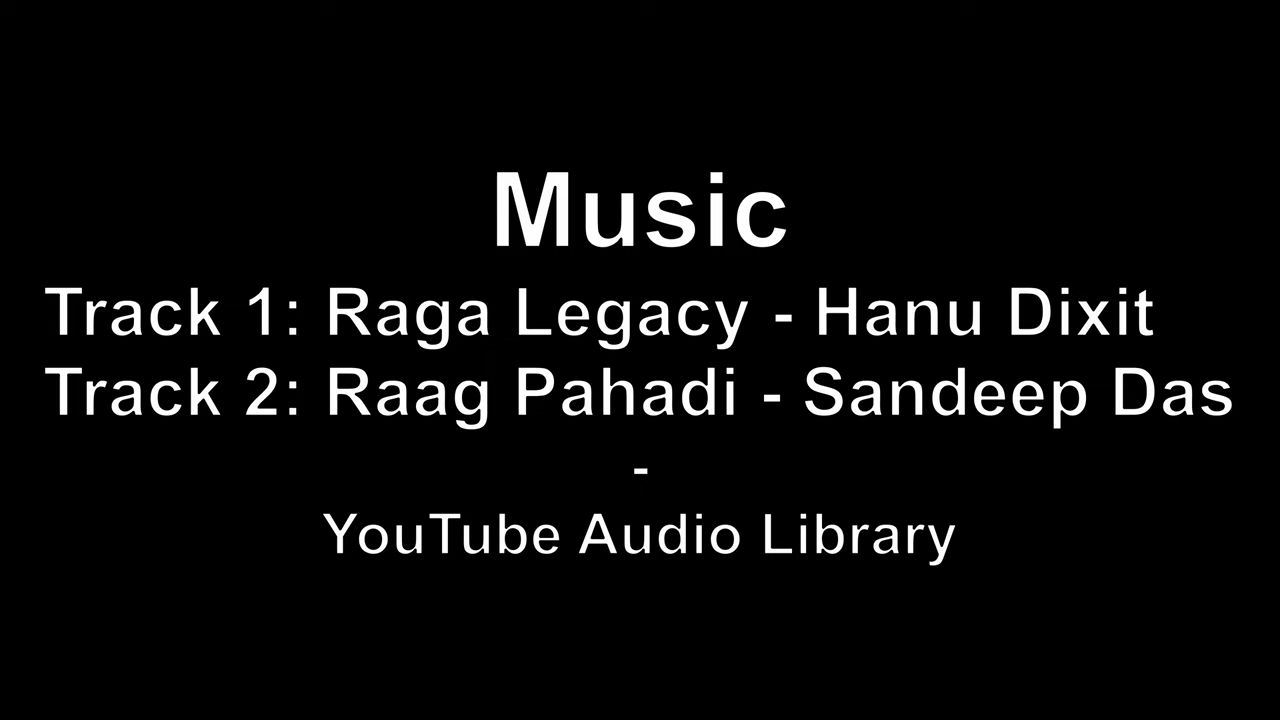 Music
Track 1: Raga Legacy - Hanu Dixit
Track 2: Raag Pahadi - Sandeep Das
-
YouTube Audio Library